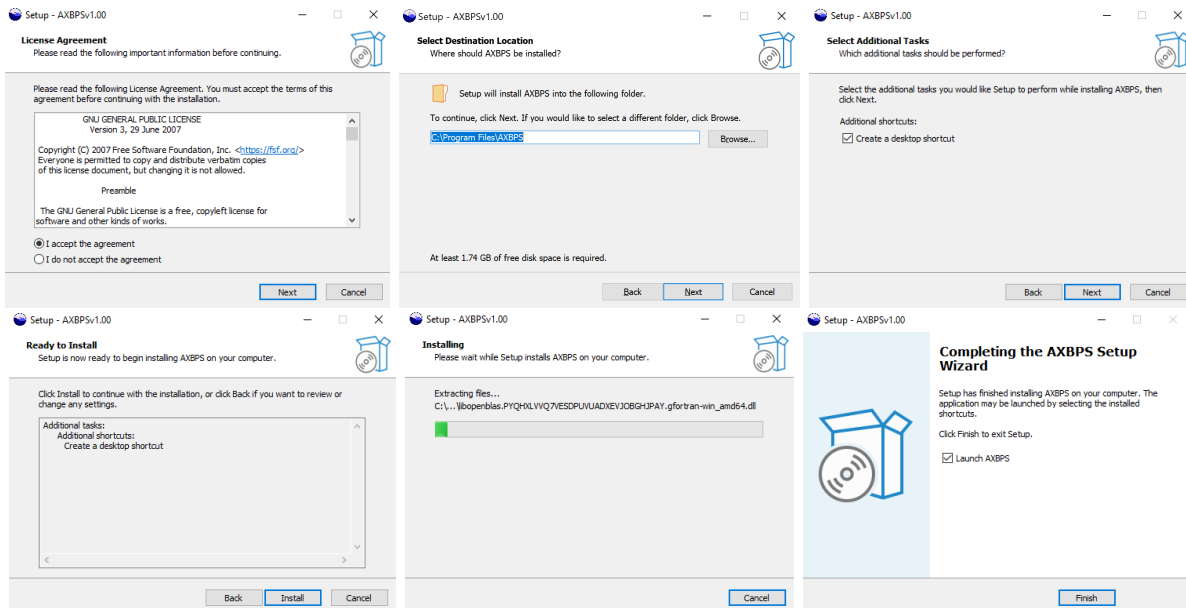 Setup - AXBPSv1.00
License Agreement
Please read the following important information before continuing.
Please read the following License Agreement. You must accept the terms of this
agreement before continuing with the installation.
GNU GENERAL PUBLIC LICENSE
Version 3, 29 June 2007
Copyright (C) 2007 Free Software Foundation, Inc. <https://fsf.org/>
Everyone is permitted to copy and distribute verbatim copies
of this license document, but changing it is not allowed.
Preamble
The GNU General Public License is a free, copyleft license for
software and other kinds of works.
I accept the agreement
I do not accept the agreement
Next
Cancel
Setup - AXBPSv1.00
Select Destination Location
Where should AXBPS be installed?
Setup will install AXBPS into the following folder.
To continue, click Next. If you would like to select a different folder, click Browse.
C:\Program Files\AXBPS
Browse...
At least 1.74 GB of free disk space is required.
Back
Next
Cancel
Setup - AXBPSv1.00
Select Additional Tasks
Which additional tasks should be performed?
Select the additional tasks you would like Setup to perform while installing AXBPS, then
click Next.
Additional shortcuts:
Create a desktop shortcut
Back
Next
Cancel
Setup - AXBPSv1.00
Ready to Install
Setup is now ready to begin installing AXBPS on your computer.
Click Install to continue with the installation, or click Back if you want to review or
change any settings.
Additional tasks:
Additional shortcuts:
Create a desktop shortcut
Back
Install
Cancel
Setup - AXBPSv1.00
Installing
Please wait while Setup installs AXBPS on your computer.
Extracting files...
C:\...\libopenblas.PYQHXLVVQ7VESDPUVUADXEVJOBGHJPAY.gfortran-win_amd64.dll
Cancel
Setup - AXBPSv1.00
Completing the AXBPS Setup
Wizard
Setup has finished installing AXBPS on your computer. The
application may be launched by selecting the installed
shortcuts.
Click Finish to exit Setup.
Launch AXBPS
Finish